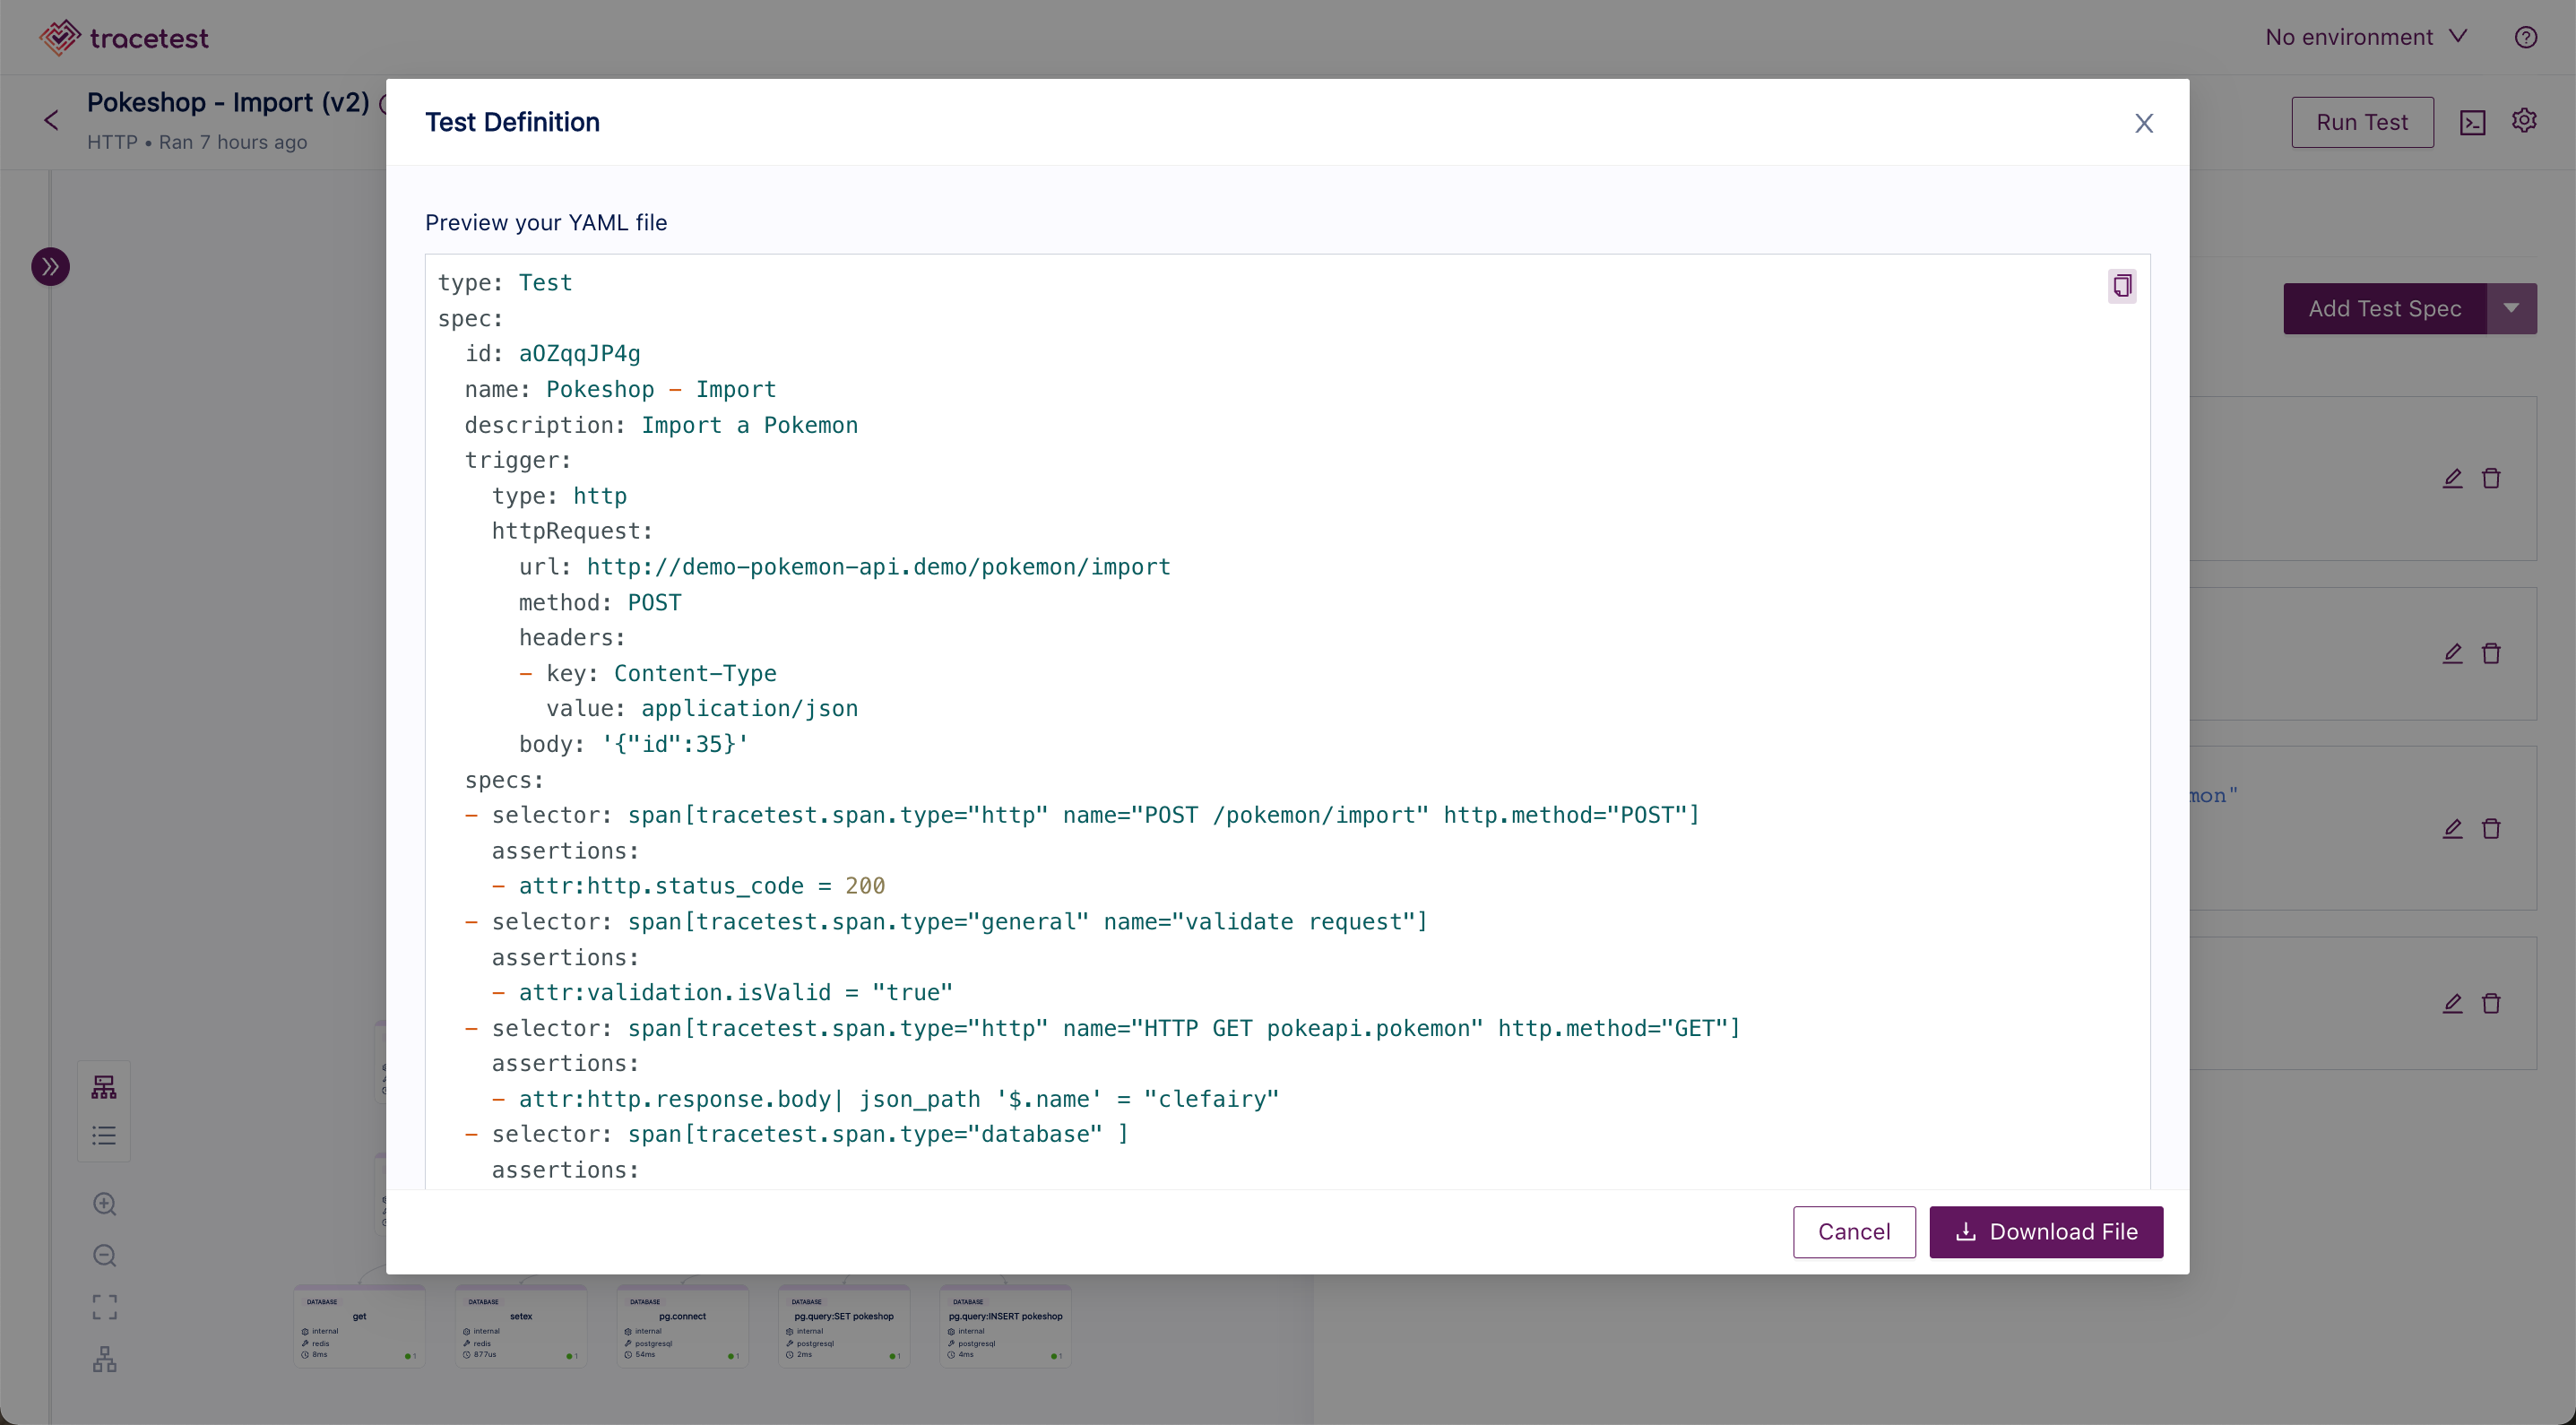 tracetest
No environment
Pokeshop - Import (v2)
HTTP • Ran 7 hours ago
Run Test
Test Definition
Preview your YAML file
type: Test
spec:
  id: aOZqqJP4g
  name: Pokeshop - Import
  description: Import a Pokemon
  trigger:
    type: http
    httpRequest:
      url: http://demo-pokemon-api.demo/pokemon/import
      method: POST
      headers:
      - key: Content-Type
        value: application/json
      body: '{"id":35}'
  specs:
  - selector: span[tracetest.span.type="http" name="POST /pokemon/import" http.method="POST"]
    assertions:
    - attr:http.status_code = 200
  - selector: span[tracetest.span.type="general" name="validate request"]
    assertions:
    - attr:validation.isValid = "true"
  - selector: span[tracetest.span.type="http" name="HTTP GET pokeapi.pokemon" http.method="GET"]
    assertions:
    - attr:http.response.body| json_path '$.name' = "clefairy"
  - selector: span[tracetest.span.type="database" ]
    assertions:
Cancel
Download File
Add Test Spec
mon"
DATABASE
get
internal
redis
8ms
1
DATABASE
setex
internal
redis
877us
1
DATABASE
pg.connect
internal
postgresql
54ms
1
DATABASE
pg.query:SET pokeshop
internal
postgresql
2ms
1
DATABASE
pg.query:INSERT pokeshop
internal
postgresql
4ms
1